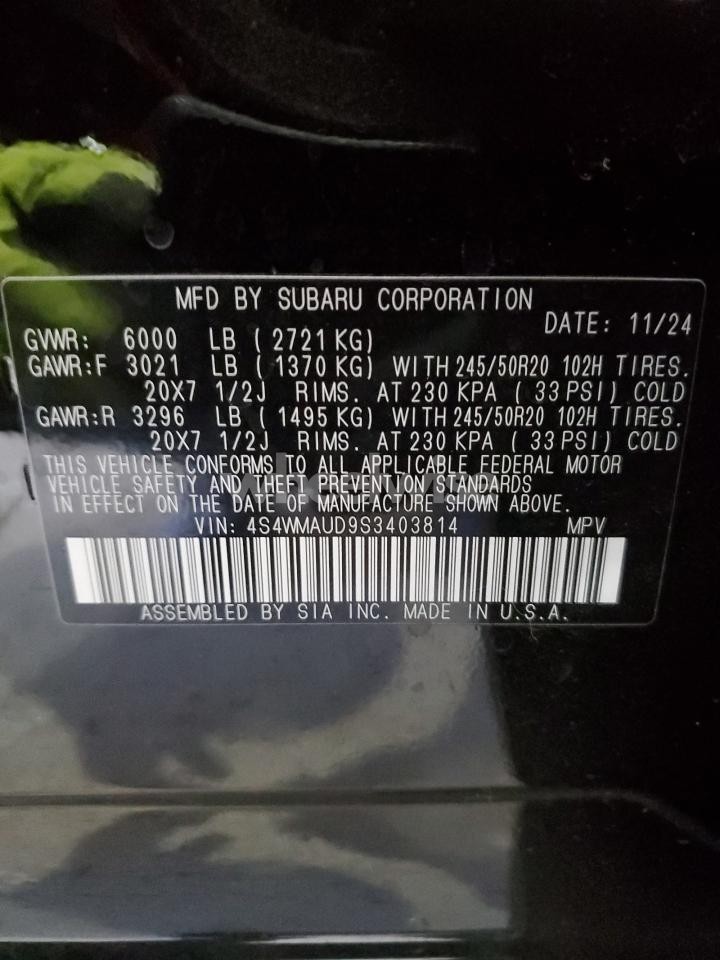 MFD BY SUBARU CORPORATION
DATE: 11/24
GVWR: 6000 LB ( 2721 KG)
GAWR:F 3021 LB ( 1370 KG) WITH 245/50R20 102H TIRES.
20X7 1/2J RIMS. AT 230 KPA ( 33 PSI) COLD
GAWR:R 3296 LB ( 1495 KG) WITH 245/50R20 102H TIRES.
20X7 1/2J RIMS. AT 230 KPA ( 33 PSI) COLD
THIS VEHICLE CONFORMS TO ALL APPLICABLE FEDERAL MOTOR
VEHICLE SAFETY AND THEFT PREVENTION STANDARDS
IN EFFECT ON THE DATE OF MANUFACTURE SHOWN ABOVE.
VIN: 4S4WMAUD9S3403814 MPV
ASSEMBLED BY SIA INC. MADE IN U.S.A.